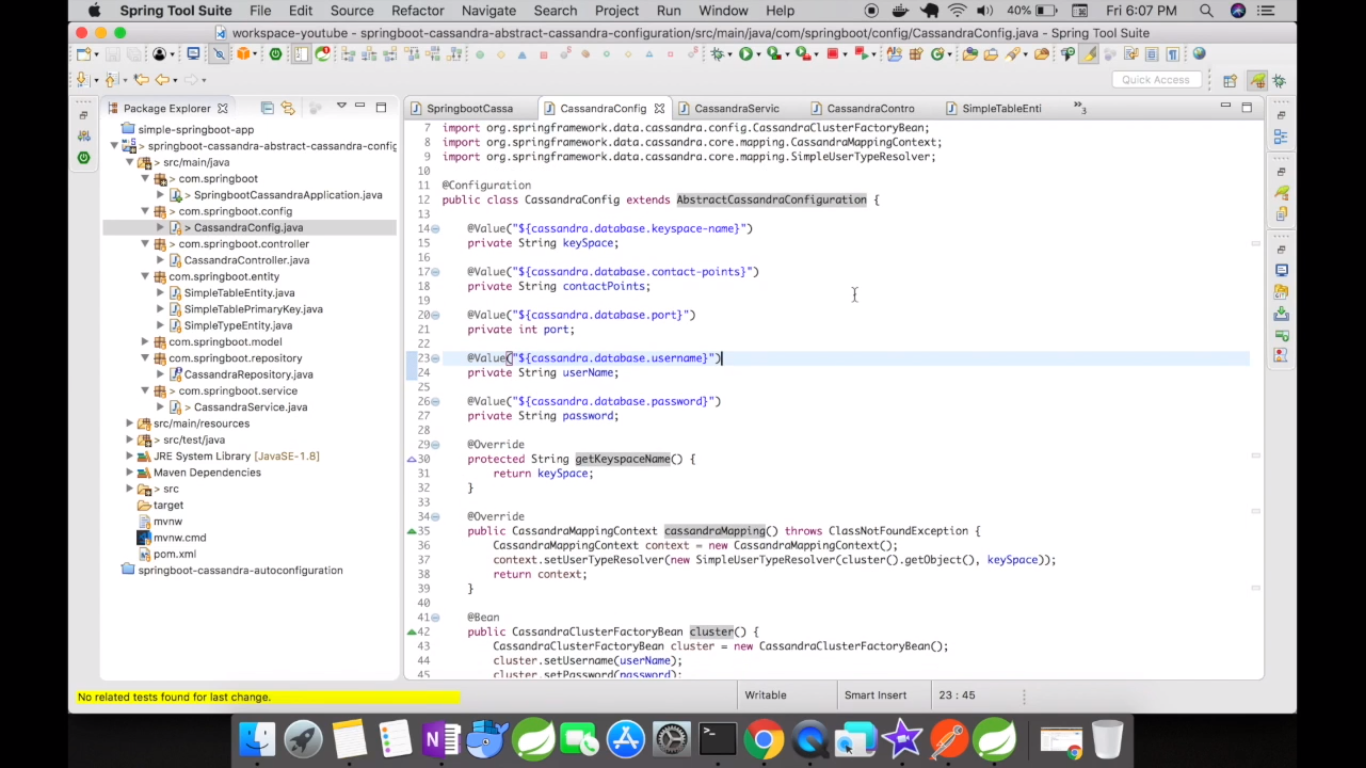 Spring Tool Suite File Edit Source Refactor Navigate Search Project Run Window Help 40% Fri 6:07 PM
workspace-youtube - springboot-cassandra-abstract-cassandra-configuration/src/main/java/com/springboot/config/CassandraConfig.java - Spring Tool Suite
Quick Access
Package Explorer
simple-springboot-app
> springboot-cassandra-abstract-cassandra-config
> src/main/java
> com.springboot
> SpringbootCassandraApplication.java
> com.springboot.config
> CassandraConfig.java
> com.springboot.controller
CassandraController.java
com.springboot.entity
SimpleTableEntity.java
SimpleTablePrimaryKey.java
SimpleTypeEntity.java
> com.springboot.model
com.springboot.repository
CassandraRepository.java
> com.springboot.service
> CassandraService.java
src/main/resources
> src/test/java
JRE System Library [JavaSE-1.8]
Maven Dependencies
> src
target
mvnw
mvnw.cmd
pom.xml
springboot-cassandra-autoconfiguration
SpringbootCassa CassandraConfig CassandraServic CassandraContro SimpleTableEnti »3
7 import org.springframework.data.cassandra.config.CassandraClusterFactoryBean;
8 import org.springframework.data.cassandra.core.mapping.CassandraMappingContext;
9 import org.springframework.data.cassandra.core.mapping.SimpleUserTypeResolver;
10
11 @Configuration
12 public class CassandraConfig extends AbstractCassandraConfiguration {
13
14 @Value("${cassandra.database.keyspace-name}")
15 private String keySpace;
16
17 @Value("${cassandra.database.contact-points}")
18 private String contactPoints;
19
20 @Value("${cassandra.database.port}")
21 private int port;
22
23 @Value("${cassandra.database.username}")
24 private String userName;
25
26 @Value("${cassandra.database.password}")
27 private String password;
28
29 @Override
30 protected String getKeyspaceName() {
31 return keySpace;
32 }
33
34 @Override
35 public CassandraMappingContext cassandraMapping() throws ClassNotFoundException {
36 CassandraMappingContext context = new CassandraMappingContext();
37 context.setUserTypeResolver(new SimpleUserTypeResolver(cluster().getObject(), keySpace));
38 return context;
39 }
40
41 @Bean
42 public CassandraClusterFactoryBean cluster() {
43 CassandraClusterFactoryBean cluster = new CassandraClusterFactoryBean();
44 cluster.setUsername(userName);
45 cluster.setPassword(password);
No related tests found for last change. Writable Smart Insert 23 : 45